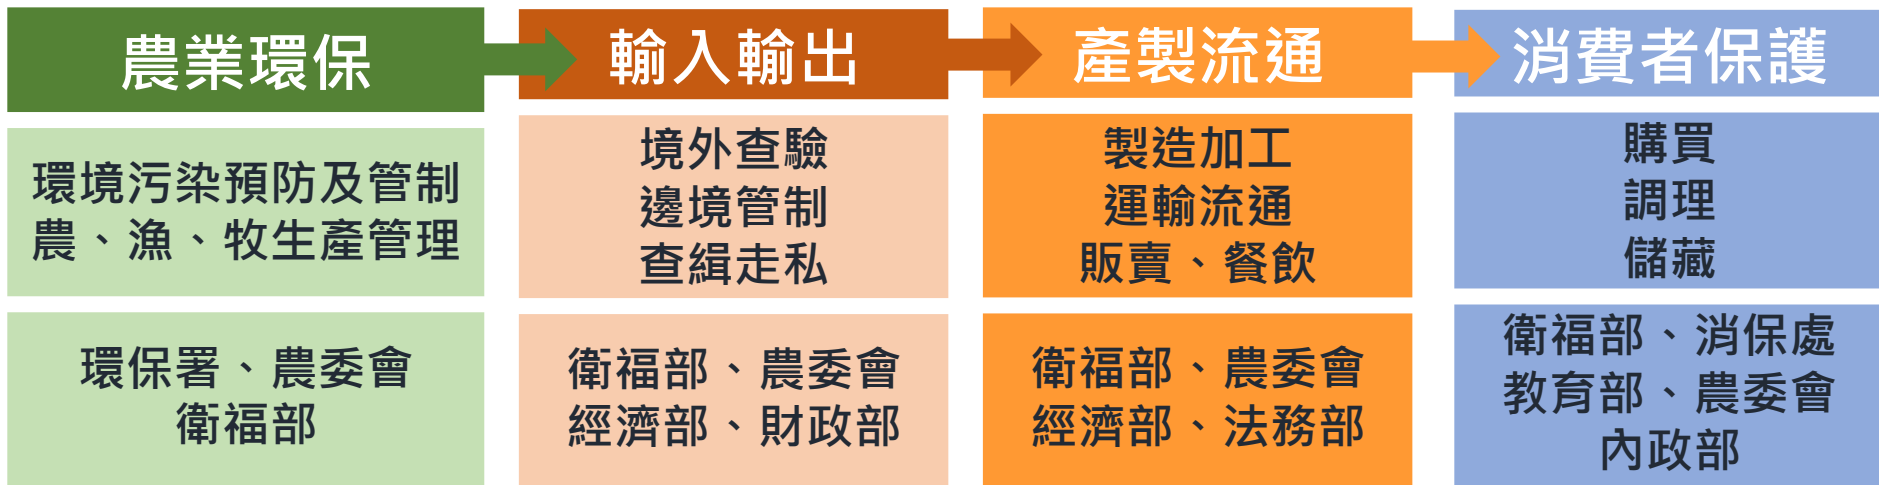 農業環保
環境污染預防及管制
農、漁、牧生產管理
環保署、農委會
衛福部
輸入輸出
境外查驗
邊境管制
查緝走私
衛福部、農委會
經濟部、財政部
產製流通
製造加工
運輸流通
販賣、餐飲
衛福部、農委會
經濟部、法務部
消費者保護
購買
調理
儲藏
衛福部、消保處
教育部、農委會
內政部